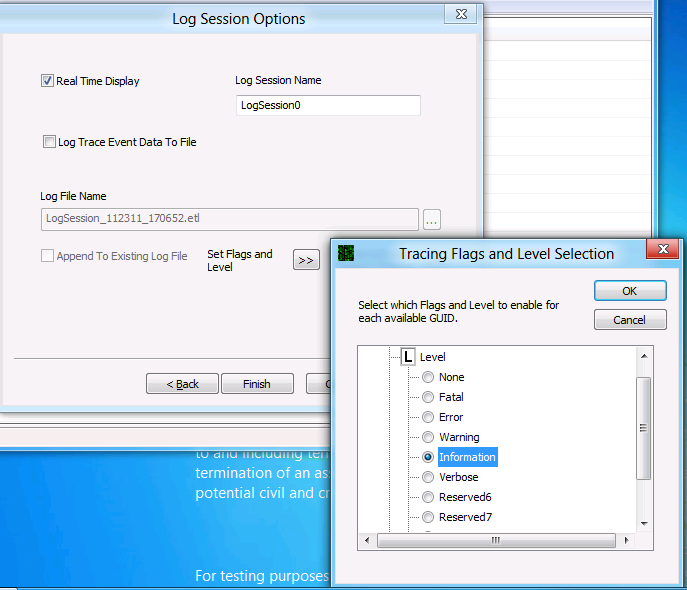 Log Session Options
Real Time Display
Log Session Name
LogSession0
Log Trace Event Data To File
Log File Name
LogSession_112311_170652.etl
...
Append To Existing Log File
Set Flags and
Level
>>
< Back
Finish
Tracing Flags and Level Selection
Select which Flags and Level to enable for
each available GUID.
OK
Cancel
L Level
None
Fatal
Error
Warning
Information
Verbose
Reserved6
Reserved7
to and including
termination of an
potential civil and
For testing purposes